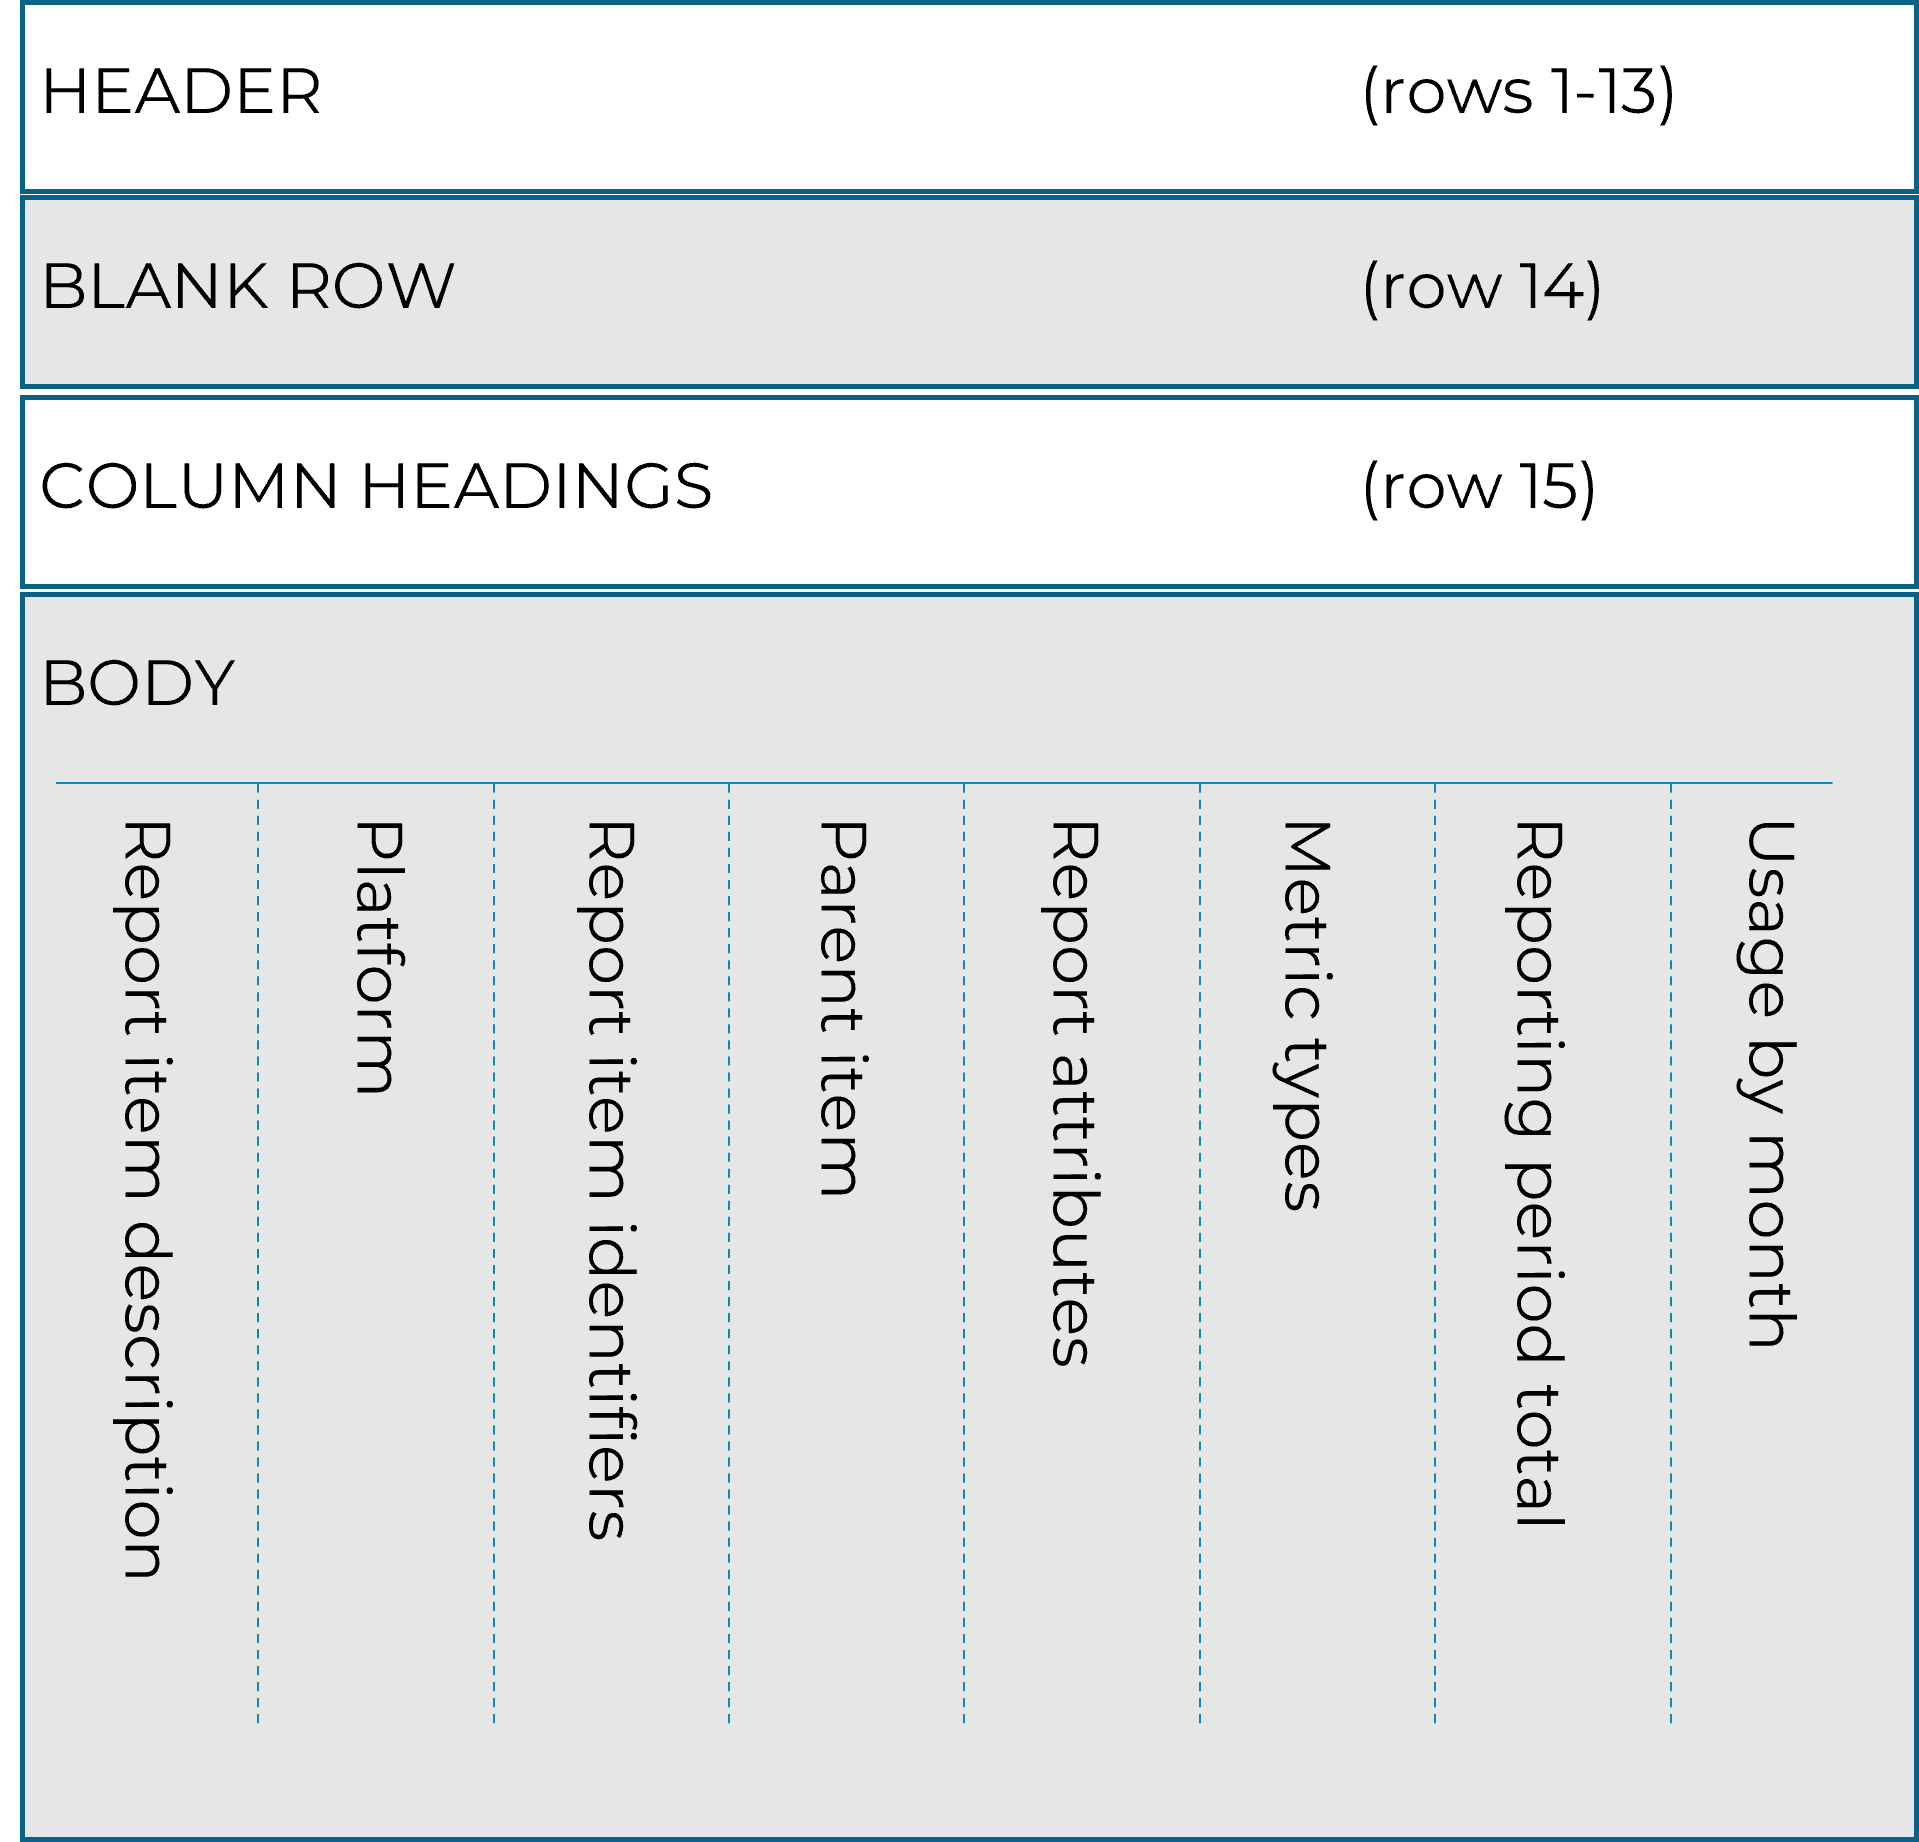 HEADER (rows 1-13)
BLANK ROW (row 14)
COLUMN HEADINGS (row 15)
BODY
Report item description
Platform
Report item identifiers
Parent item
Report attributes
Metric types
Reporting period total
Usage by month